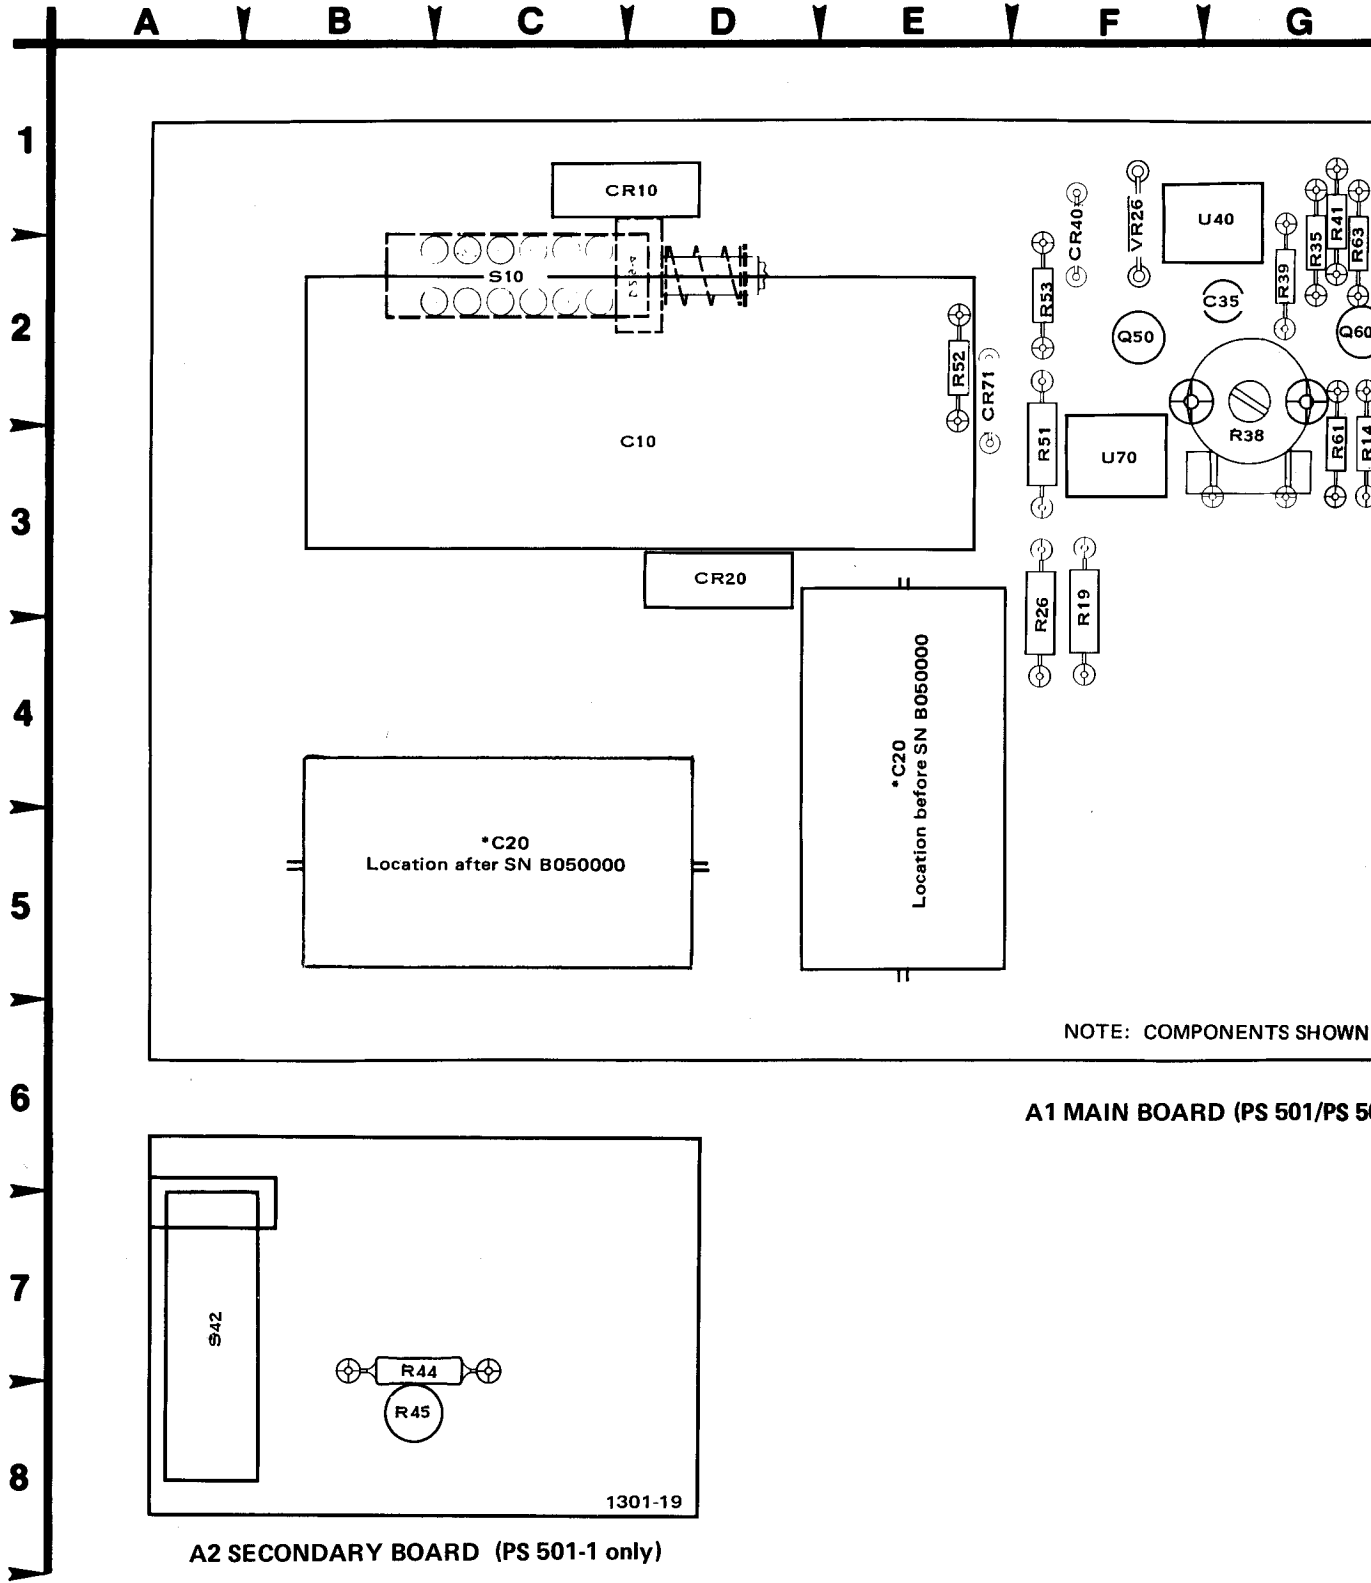 A B C D E F G
1
CR10
CR40
VR26
U40
R35
R41
R63
S10
R53
R39
C35
2
Q50
Q60
R52
CR71
C10
R51
U70
R38
R61
R14
3
CR20
R26
R19
4
*C20
Location before SN B050000
*C20
Location after SN B050000
5
NOTE: COMPONENTS SHOWN
6
A1 MAIN BOARD (PS 501/PS 50
7
S42
R44
R45
8
1301-19
A2 SECONDARY BOARD (PS 501-1 only)